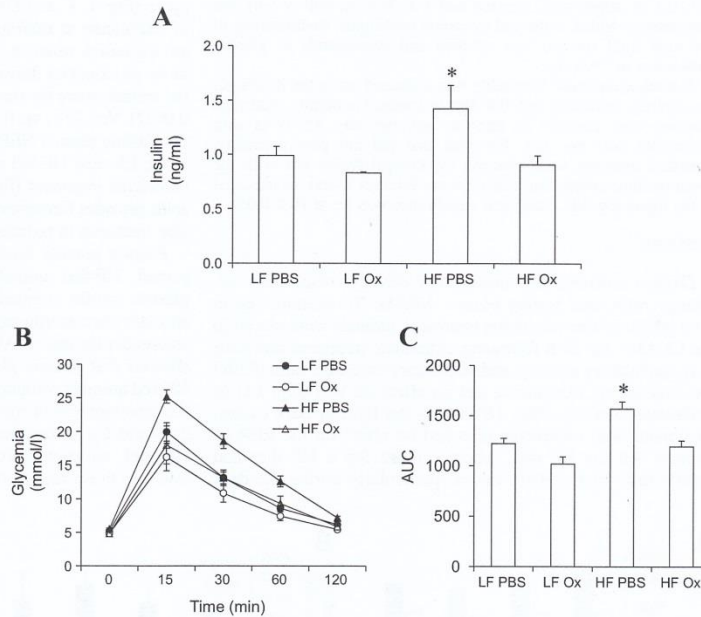 A
2.0
1.5
1.0
0.5
0.0
Insulin
(ng/ml)
*
LF PBS
LF Ox
HF PBS
HF Ox
B
30
25
20
15
10
5
0
Glycemia
(mmol/l)
LF PBS
LF Ox
HF PBS
HF Ox
0
15
30
60
120
Time (min)
C
2000
1500
1000
500
0
AUC
*
LF PBS
LF Ox
HF PBS
HF Ox